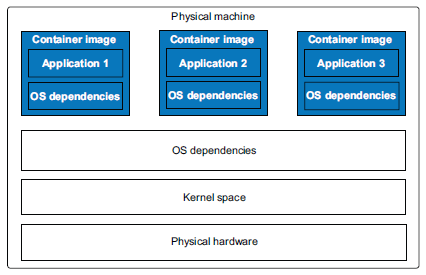 Physical machine
Container image Container image Container image
Application 1 Application 2 Application 3
OS dependencies OS dependencies OS dependencies
OS dependencies
Kernel space
Physical hardware